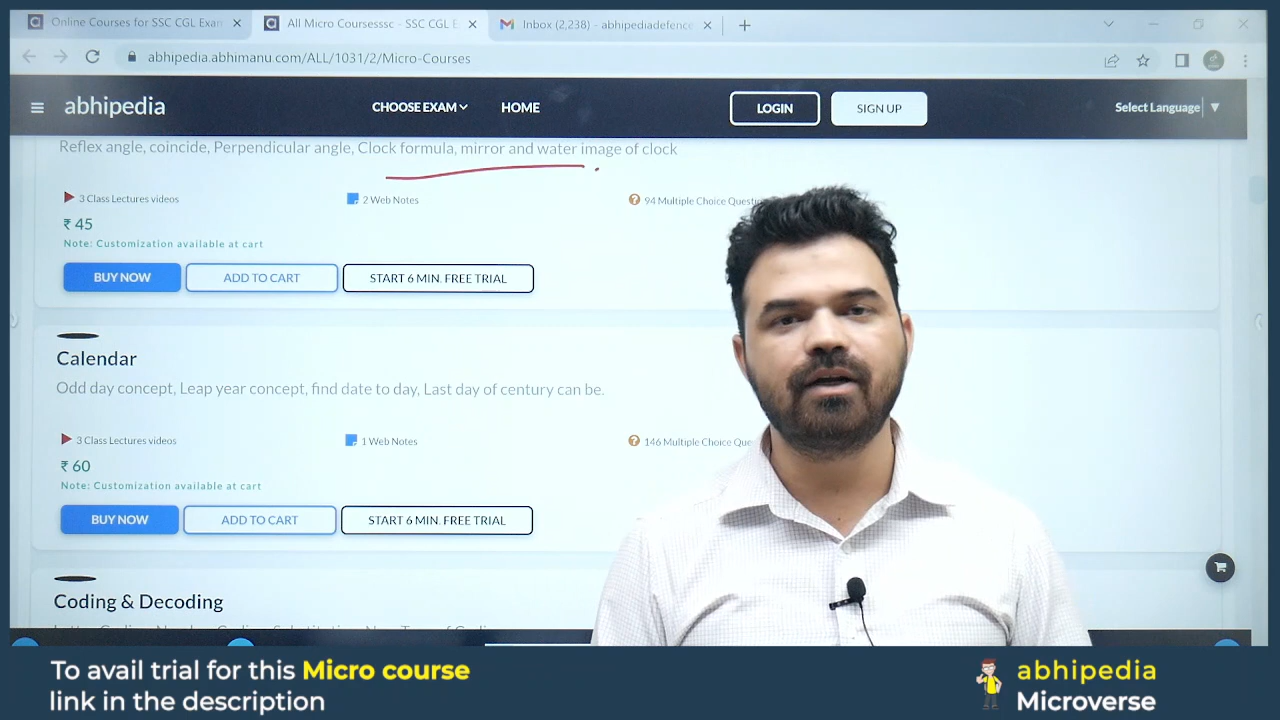 Online Courses for SSC CGL Exam
All Micro Coursesssc - SSC CGL E
Inbox (2,238) - abhipediadefence
abhipedia.abhimanu.com/ALL/1031/2/Micro-Courses
abhipedia
CHOOSE EXAM
HOME
LOGIN
SIGN UP
Select Language
Reflex angle, coincide, Perpendicular angle, Clock formula, mirror and water image of clock
3 Class Lectures videos
2 Web Notes
94 Multiple Choice Questi
₹ 45
Note: Customization available at cart
BUY NOW
ADD TO CART
START 6 MIN. FREE TRIAL
Calendar
Odd day concept, Leap year concept, find date to day, Last day of century can be.
3 Class Lectures videos
1 Web Notes
146 Multiple Choice Que
₹ 60
Note: Customization available at cart
BUY NOW
ADD TO CART
START 6 MIN. FREE TRIAL
Coding & Decoding
To avail trial for this Micro course
link in the description
abhipedia
Microverse